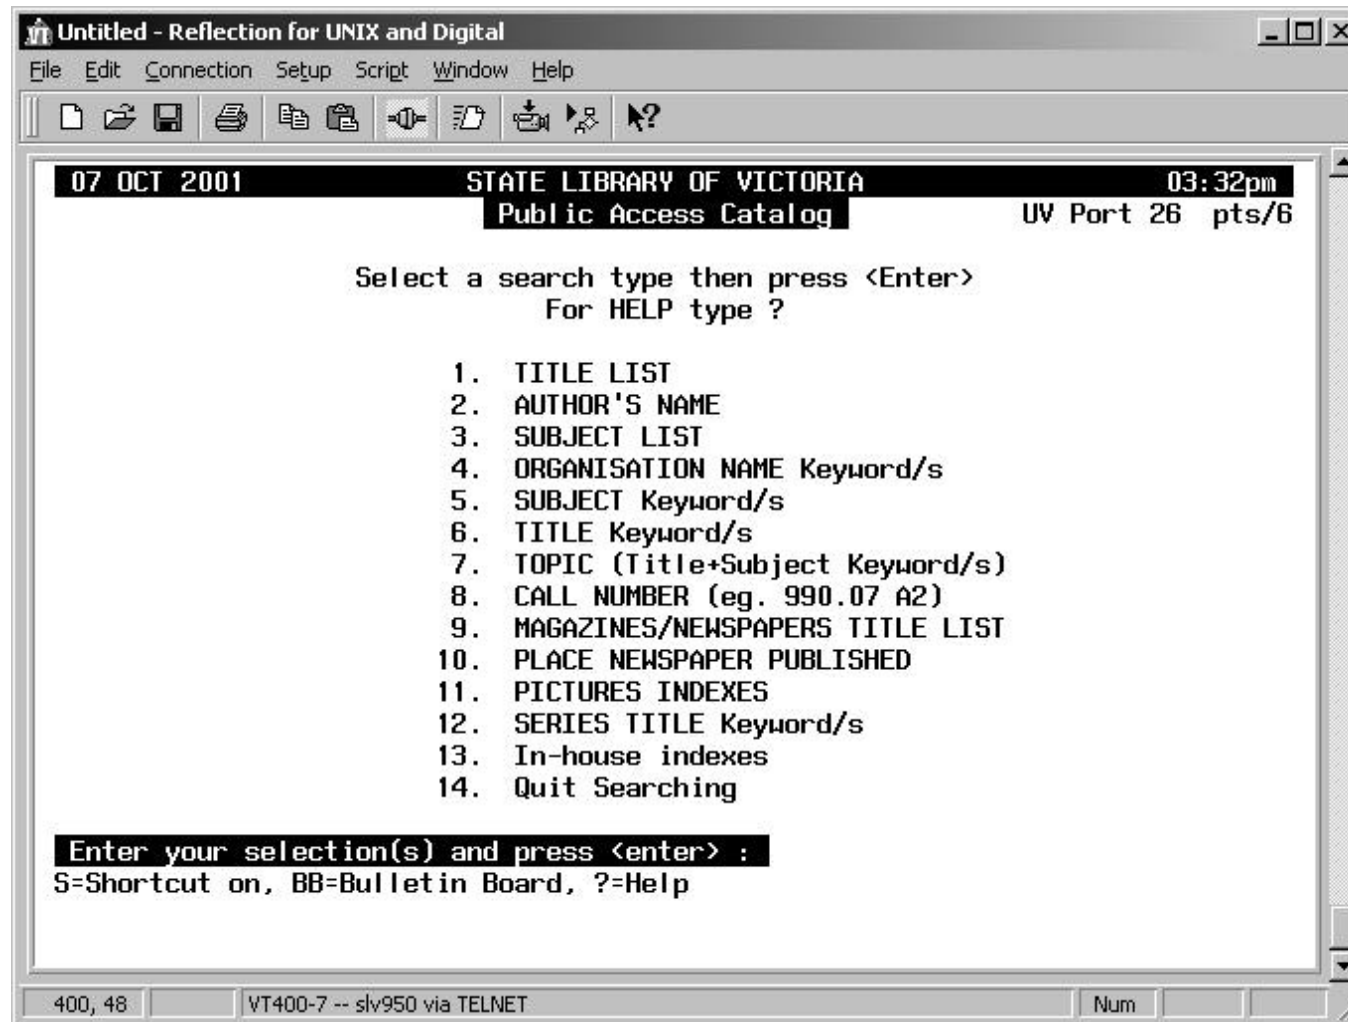 Untitled - Reflection for UNIX and Digital
File Edit Connection Setup Script Window Help
07 OCT 2001 STATE LIBRARY OF VICTORIA 03:32pm
Public Access Catalog UV Port 26 pts/6
Select a search type then press <Enter>
For HELP type ?
1. TITLE LIST
2. AUTHOR'S NAME
3. SUBJECT LIST
4. ORGANISATION NAME Keyword/s
5. SUBJECT Keyword/s
6. TITLE Keyword/s
7. TOPIC (Title+Subject Keyword/s)
8. CALL NUMBER (eg. 990.07 A2)
9. MAGAZINES/NEWSPAPERS TITLE LIST
10. PLACE NEWSPAPER PUBLISHED
11. PICTURES INDEXES
12. SERIES TITLE Keyword/s
13. In-house indexes
14. Quit Searching
Enter your selection(s) and press <enter> :
S=Shortcut on, BB=Bulletin Board, ?=Help
400, 48 VT400-7 -- slv950 via TELNET Num